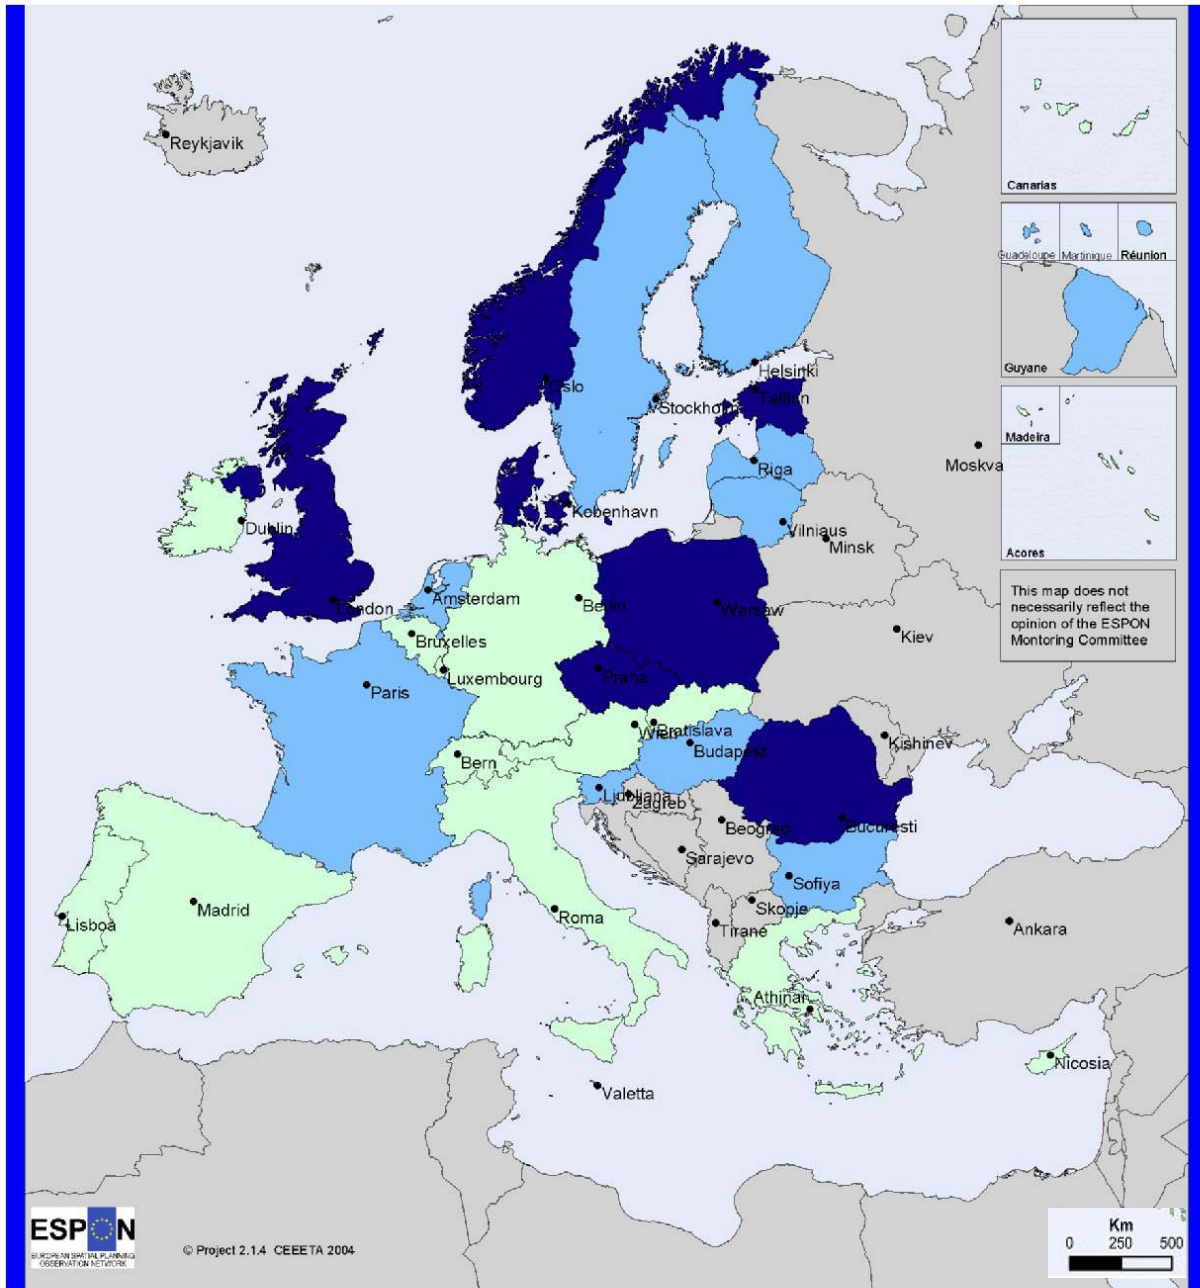 Reykjavik
Canarias
Guadeloupe
Martinique
Réunion
Guyane
Oslo
Helsinki
Tallinn
Stockholm
Madeira
Moskva
Riga
Dublin
Kobenhavn
Vilniaus
Minsk
Acores
Amsterdam
Berlin
London
Warsaw
This map does not
necessarily reflect the
opinion of the ESPON
Montoring Committee
Kiev
Bruxelles
Luxembourg
Praha
Paris
Wien
Bratislava
Budapest
Kishinev
Bern
Ljubljana
Zagreb
Beograd
Bucuresti
Sarajevo
Sofiya
Madrid
Skopje
Lisboa
Roma
Tirane
Ankara
Athinai
Nicosia
Valetta
ESPON
EUROPEAN SPATIAL PLANNING
OBSERVATION NETWORK
© Project 2.1.4 CEEETA 2004
Km
0 250 500